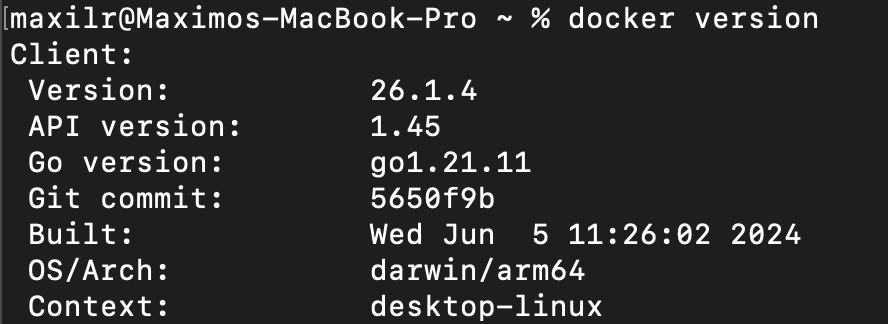 [maxilr@Maximos-MacBook-Pro ~ % docker version
Client:
 Version:           26.1.4
 API version:       1.45
 Go version:        go1.21.11
 Git commit:        5650f9b
 Built:             Wed Jun  5 11:26:02 2024
 OS/Arch:           darwin/arm64
 Context:           desktop-linux